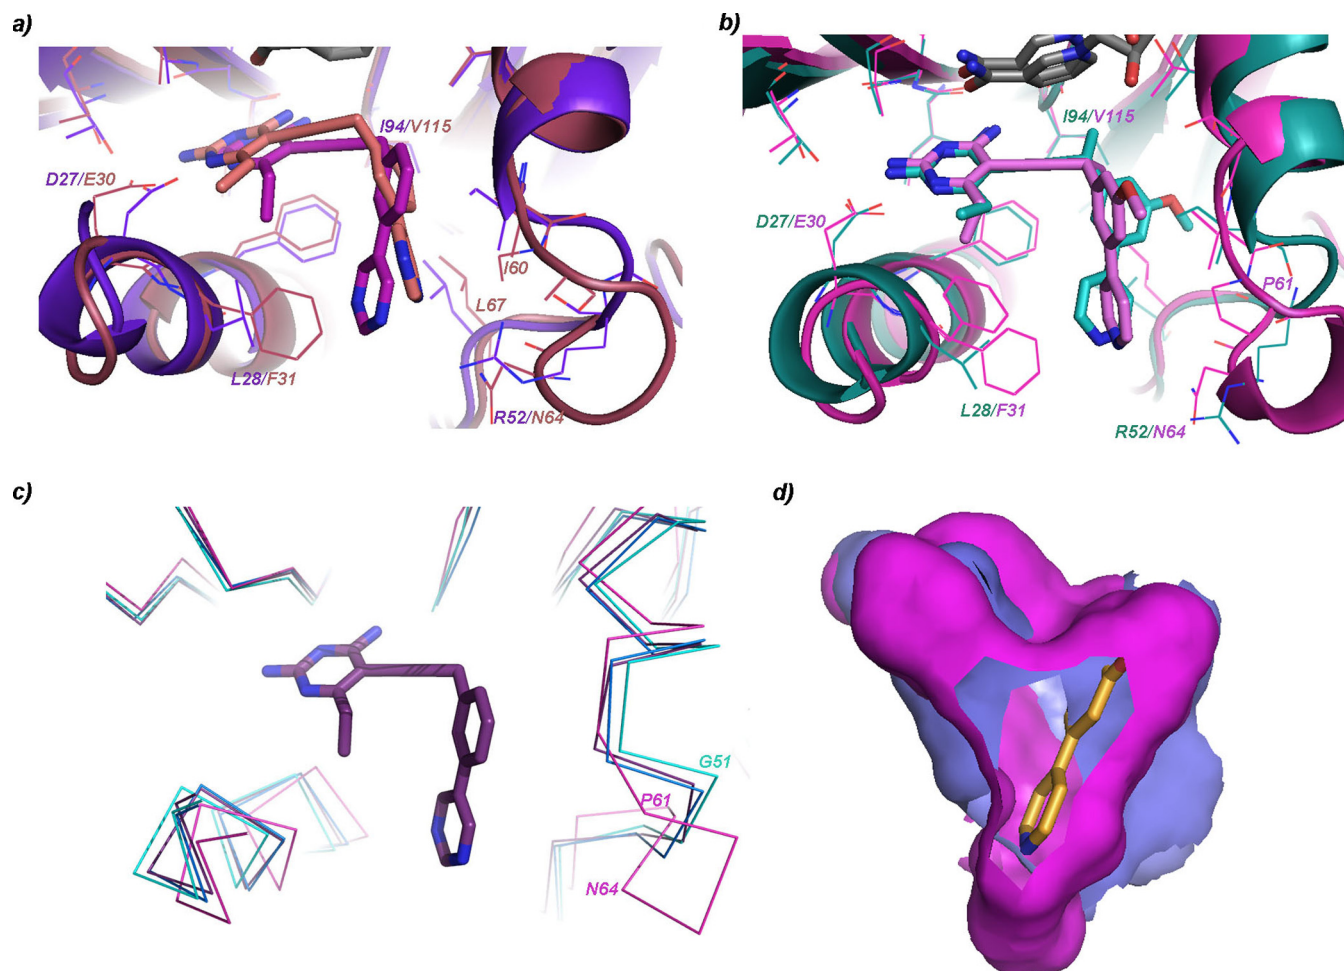 a)
b)
I94/V115
D27/E30
I60
L67
L28/F31
R52/N64
I94/V115
D27/E30
P61
L28/F31
R52/N64
c)
d)
G51
P61
N64